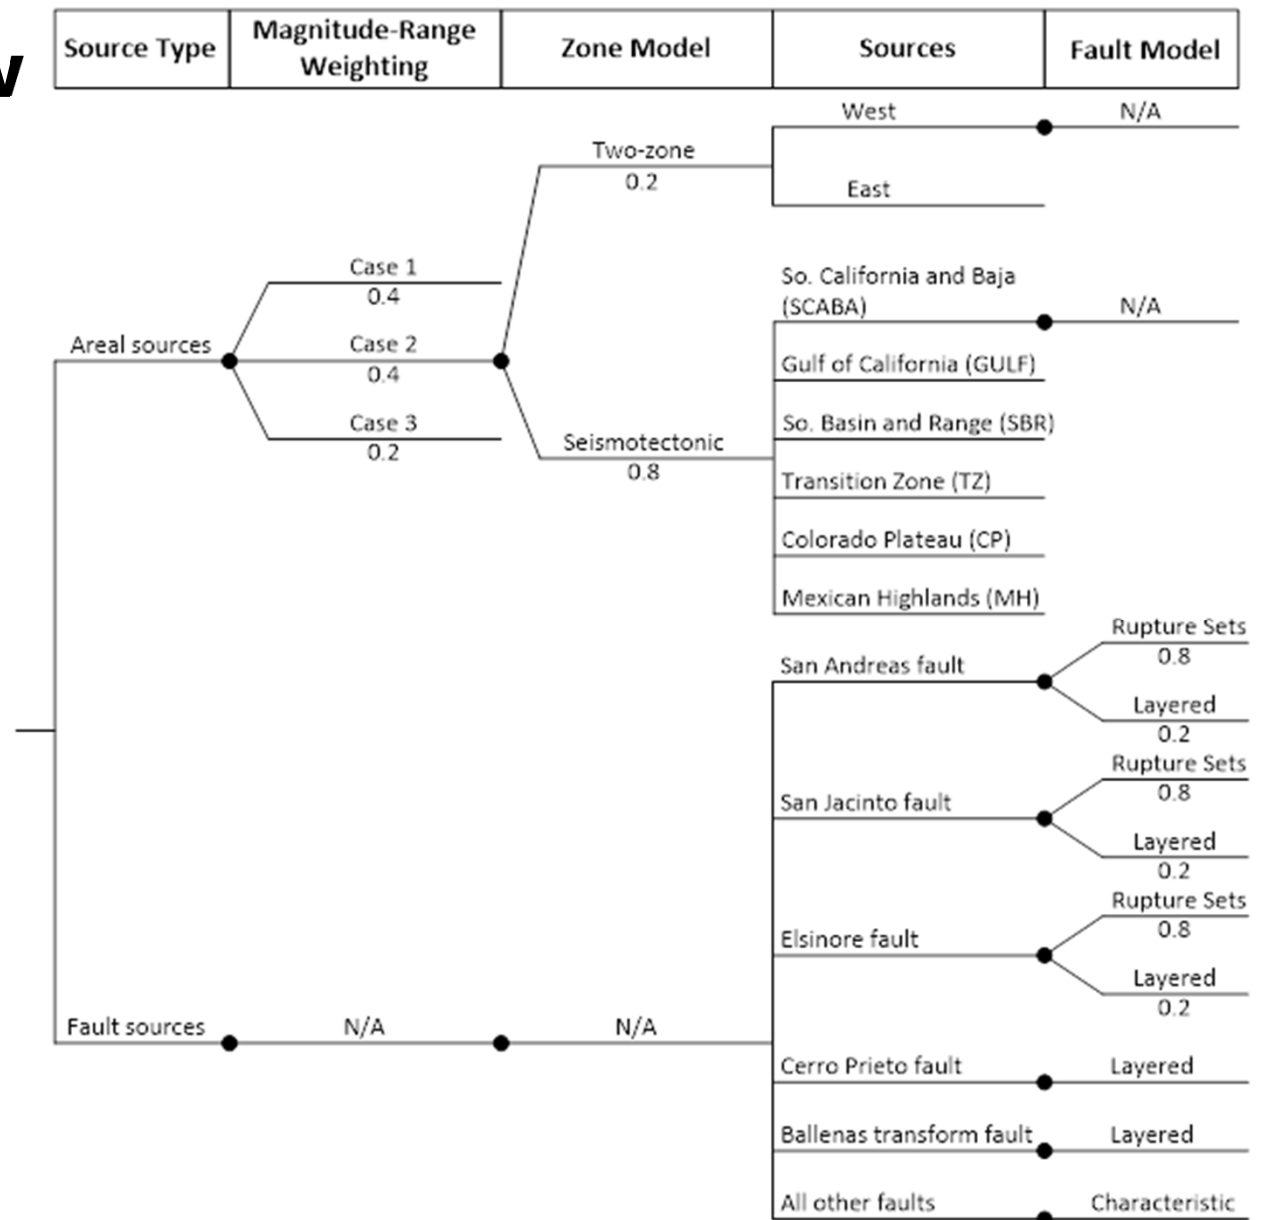 Source Type
Magnitude-Range
Weighting
Zone Model
Sources
Fault Model
West
N/A
Two-zone
0.2
East
Case 1
0.4
So. California and Baja
(SCABA)
N/A
Areal sources
Case 2
0.4
Gulf of California (GULF)
Case 3
0.2
So. Basin and Range (SBR)
Seismotectonic
0.8
Transition Zone (TZ)
Colorado Plateau (CP)
Mexican Highlands (MH)
San Andreas fault
Rupture Sets
0.8
Layered
0.2
San Jacinto fault
Rupture Sets
0.8
Layered
0.2
Elsinore fault
Rupture Sets
0.8
Layered
0.2
Fault sources
N/A
N/A
Cerro Prieto fault
Layered
Ballenas transform fault
Layered
All other faults
Characteristic